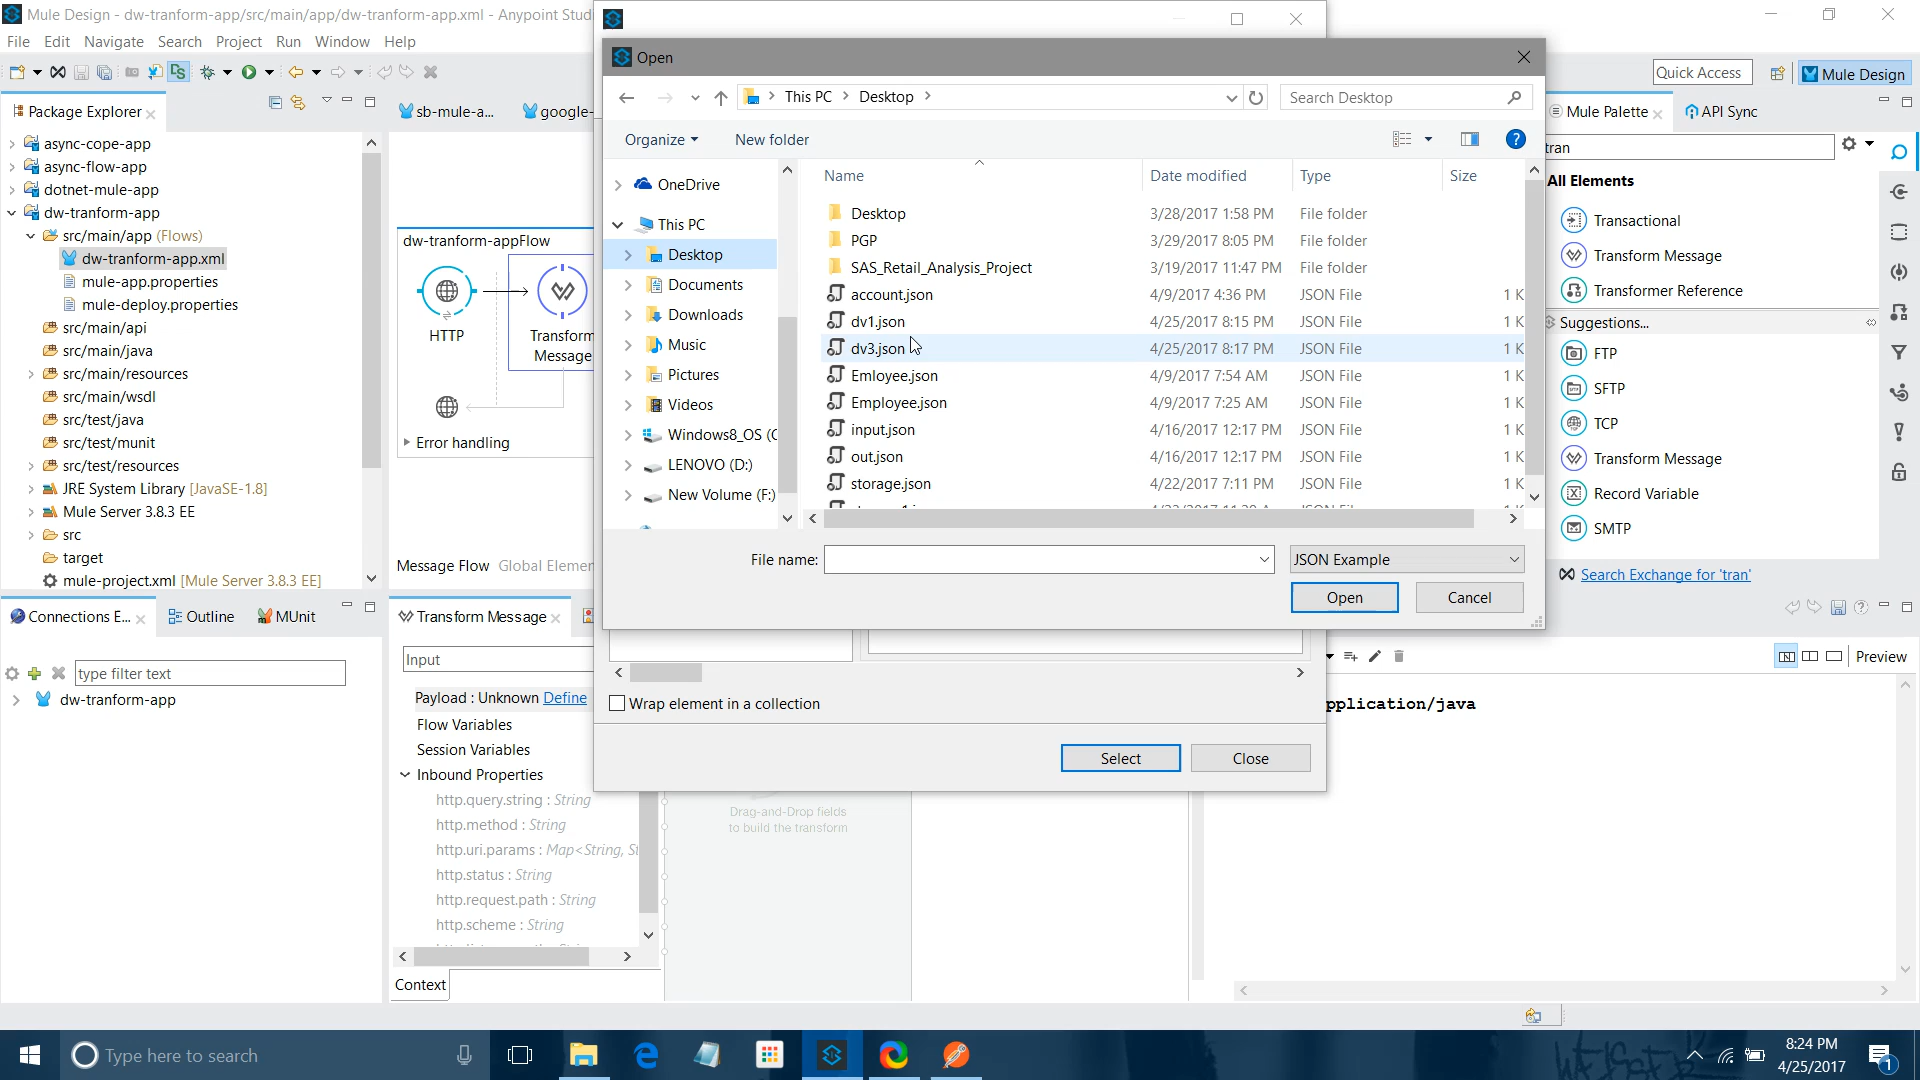 Mule Design - dw-tranform-app/src/main/app/dw-tranform-app.xml - Anypoint Studi
File Edit Navigate Search Project Run Window Help
Quick Access
Mule Design
Package Explorer
async-cope-app
async-flow-app
dotnet-mule-app
dw-tranform-app
src/main/app (Flows)
dw-tranform-app.xml
mule-app.properties
mule-deploy.properties
src/main/api
src/main/java
src/main/resources
src/main/wsdl
src/test/java
src/test/munit
src/test/resources
JRE System Library [JavaSE-1.8]
Mule Server 3.8.3 EE
src
target
mule-project.xml [Mule Server 3.8.3 EE]
sb-mule-a...
google-
dw-tranform-appFlow
HTTP
Transform
Message
Error handling
Message Flow Global Elemen
Open
This PC
Desktop
Search Desktop
Organize
New folder
OneDrive
This PC
Desktop
Documents
Downloads
Music
Pictures
Videos
Windows8_OS (C
LENOVO (D:)
New Volume (F:)
Name Date modified Type Size
Desktop 3/28/2017 1:58 PM File folder
PGP 3/29/2017 8:05 PM File folder
SAS_Retail_Analysis_Project 3/19/2017 11:47 PM File folder
account.json 4/9/2017 4:36 PM JSON File 1 K
dv1.json 4/25/2017 8:15 PM JSON File 1 K
dv3.json 4/25/2017 8:17 PM JSON File 1 K
Emloyee.json 4/9/2017 7:54 AM JSON File 1 K
Employee.json 4/9/2017 7:25 AM JSON File 1 K
input.json 4/16/2017 12:17 PM JSON File 1 K
out.json 4/16/2017 12:17 PM JSON File 1 K
storage.json 4/22/2017 7:11 PM JSON File 1 K
File name:
JSON Example
Open
Cancel
Wrap element in a collection
Select
Close
Mule Palette
API Sync
tran
All Elements
Transactional
Transform Message
Transformer Reference
Suggestions...
FTP
SFTP
TCP
Transform Message
Record Variable
SMTP
Search Exchange for 'tran'
Connections E...
Outline
MUnit
type filter text
dw-tranform-app
Transform Message
Input
Payload : Unknown Define
Flow Variables
Session Variables
Inbound Properties
http.query.string : String
http.method : String
http.uri.params : Map<String, St
http.status : String
http.request.path : String
http.scheme : String
Context
Drag-and-Drop fields
to build the transform
Preview
pplication/java
Type here to search
8:24 PM
4/25/2017
1